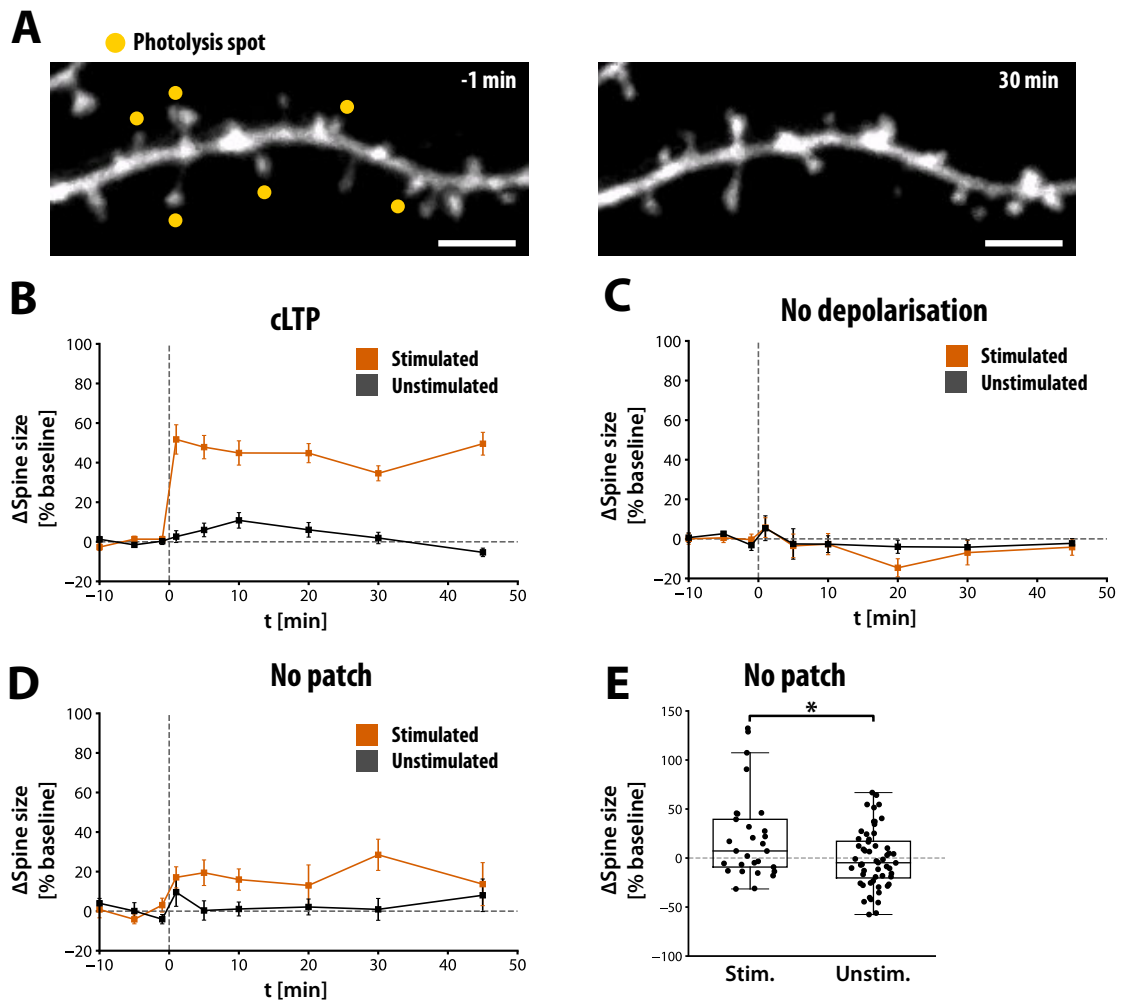 A
Photolysis spot
-1 min
30 min
B
cLTP
Stimulated
Unstimulated
ΔSpine size
[% baseline]
100
80
60
40
20
0
−20
−10 0 10 20 30 40 50
t [min]
C
No depolarisation
Stimulated
Unstimulated
ΔSpine size
[% baseline]
100
80
60
40
20
0
−20
−10 0 10 20 30 40 50
t [min]
D
No patch
Stimulated
Unstimulated
ΔSpine size
[% baseline]
100
80
60
40
20
0
−20
−10 0 10 20 30 40 50
t [min]
E
No patch
*
ΔSpine size
[% baseline]
150
100
50
0
−50
−100
Stim. Unstim.